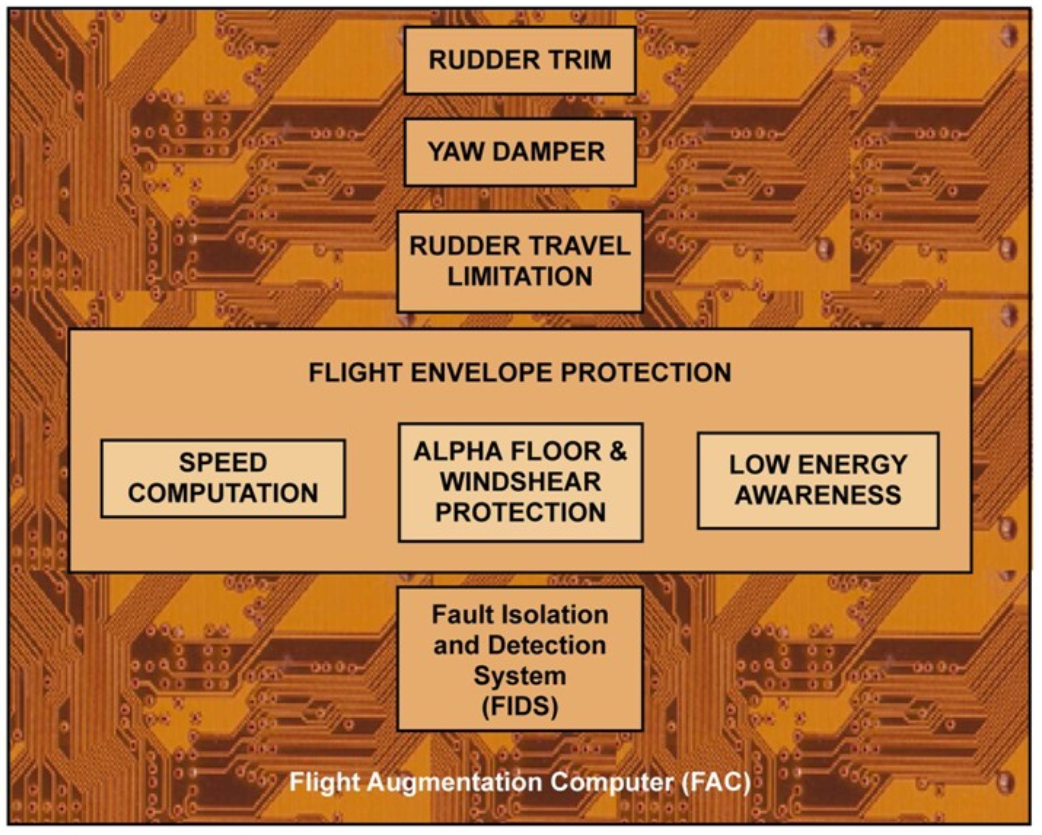 RUDDER TRIM
YAW DAMPER
RUDDER TRAVEL
LIMITATION
FLIGHT ENVELOPE PROTECTION
SPEED
COMPUTATION
ALPHA FLOOR &
WINDSHEAR
PROTECTION
LOW ENERGY
AWARENESS
Fault Isolation
and Detection
System
(FIDS)
Flight Augmentation Computer (FAC)